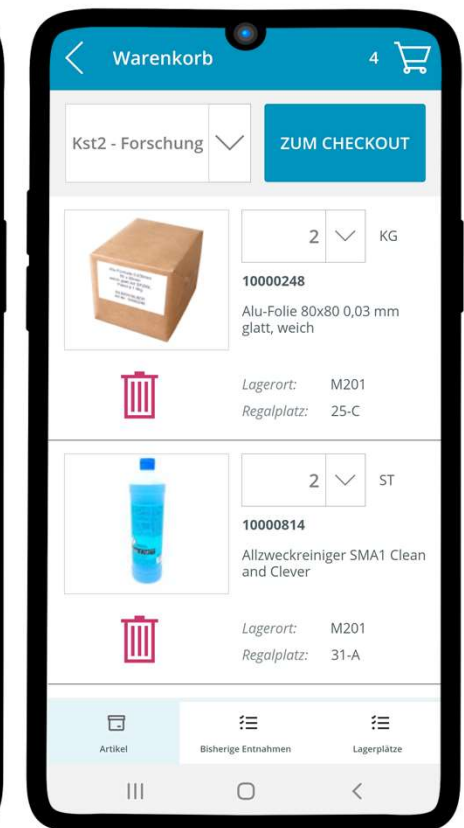 Warenkorb
4
Kst2 - Forschung
ZUM CHECKOUT
2
KG
10000248
Alu-Folie 80x80 0,03 mm
glatt, weich
Lagerort: M201
Regalplatz: 25-C
2
ST
10000814
Allzweckreiniger SMA1 Clean
and Clever
Lagerort: M201
Regalplatz: 31-A
Artikel
Bisherige Entnahmen
Lagerplätze